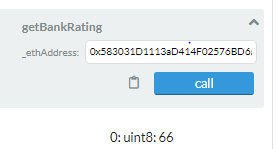 getBankRating
_ethAddress: 0x583031D1113aD414F02576BD6
call
0: uint8: 66